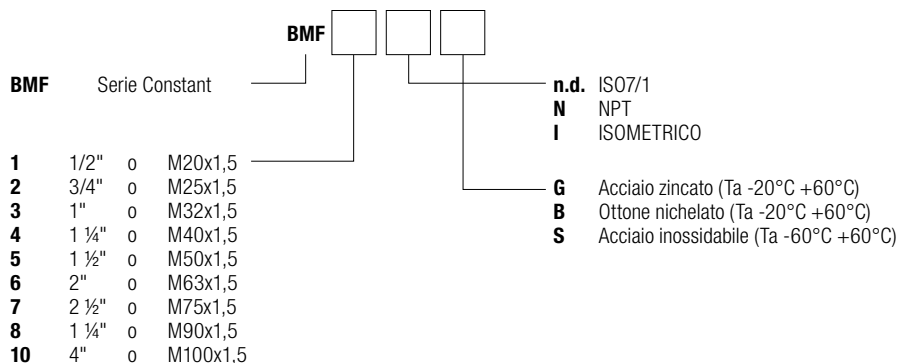 BMF
BMF Serie Constant
n.d. ISO7/1
N NPT
I ISOMETRICO
1 1/2" o M20x1,5
2 3/4" o M25x1,5
3 1" o M32x1,5
4 1 ¼" o M40x1,5
5 1 ½" o M50x1,5
6 2" o M63x1,5
7 2 ½" o M75x1,5
8 1 ¼" o M90x1,5
10 4" o M100x1,5
G Acciaio zincato (Ta -20°C +60°C)
B Ottone nichelato (Ta -20°C +60°C)
S Acciaio inossidabile (Ta -60°C +60°C)